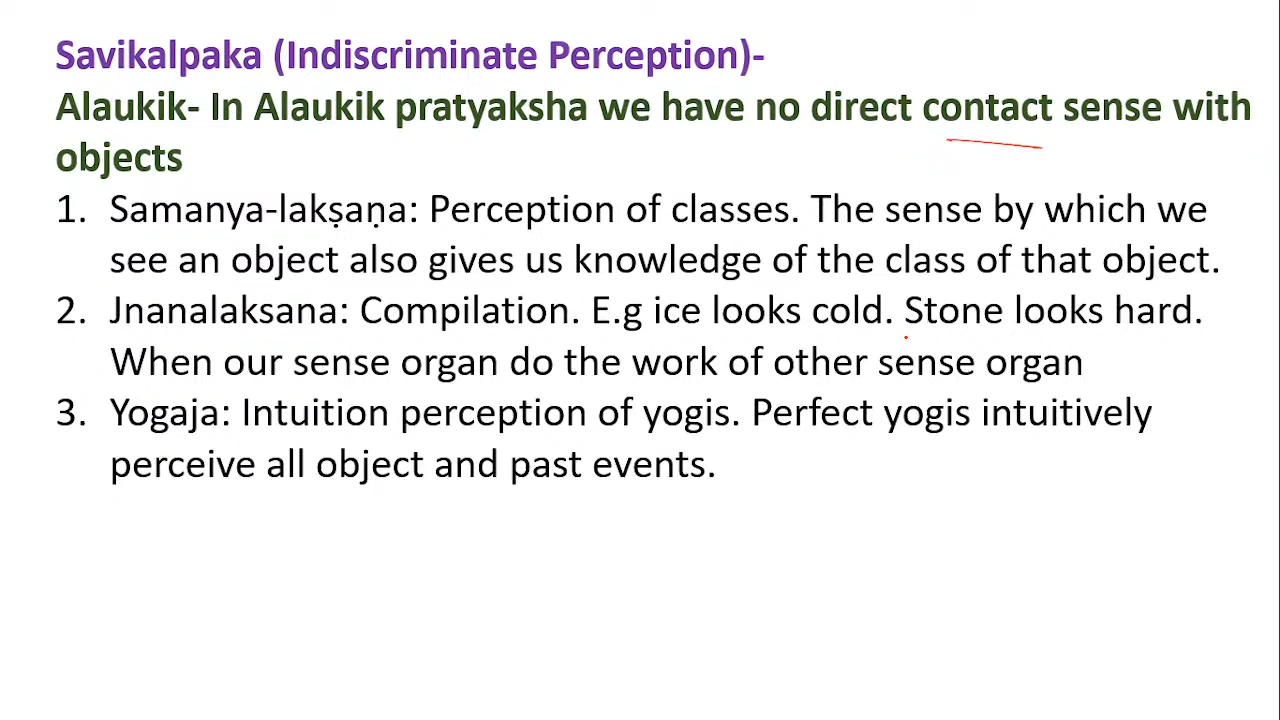 Savikalpaka (Indiscriminate Perception)-
Alaukik- In Alaukik pratyaksha we have no direct contact sense with
objects
1. Samanya-lakṣaṇa: Perception of classes. The sense by which we
see an object also gives us knowledge of the class of that object.
2. Jnanalaksana: Compilation. E.g ice looks cold. Stone looks hard.
When our sense organ do the work of other sense organ
3. Yogaja: Intuition perception of yogis. Perfect yogis intuitively
perceive all object and past events.